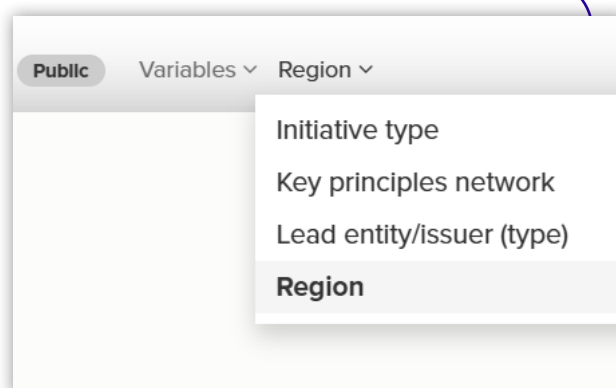 Public Variables Region
Initiative type
Key principles network
Lead entity/issuer (type)
Region